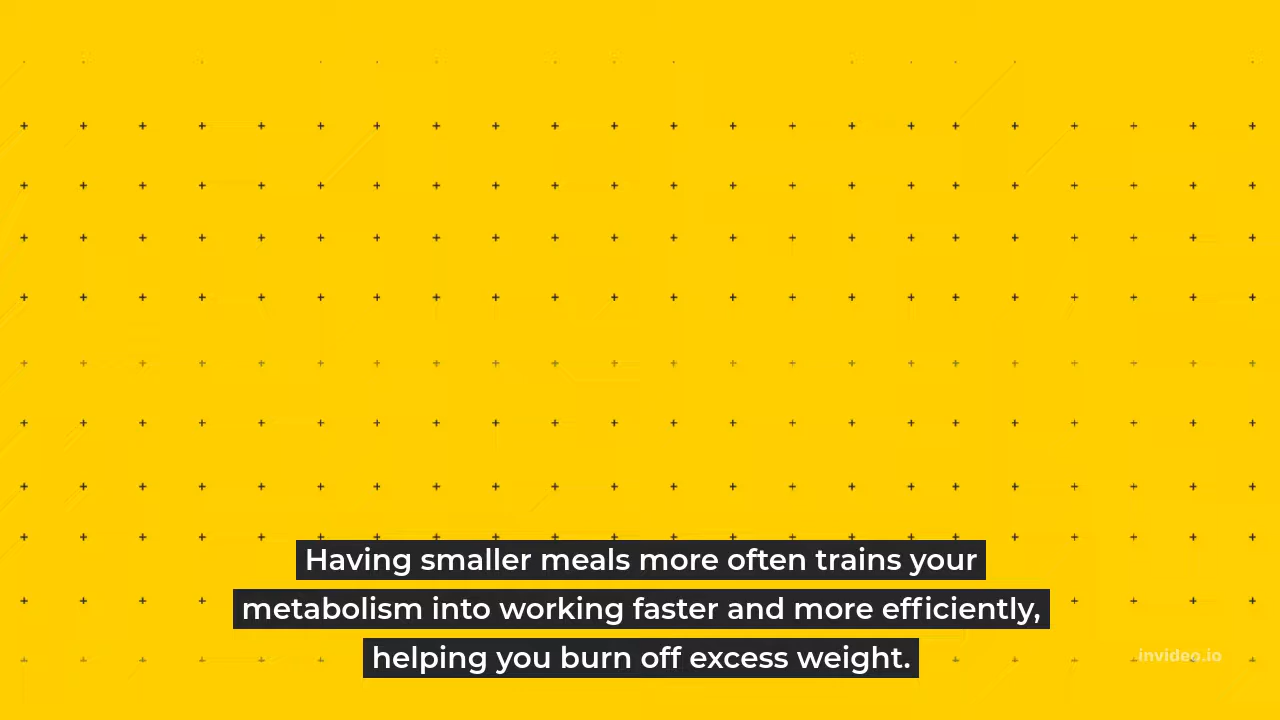 Having smaller meals more often trains your
metabolism into working faster and more efficiently,
helping you burn off excess weight.
invideo.io